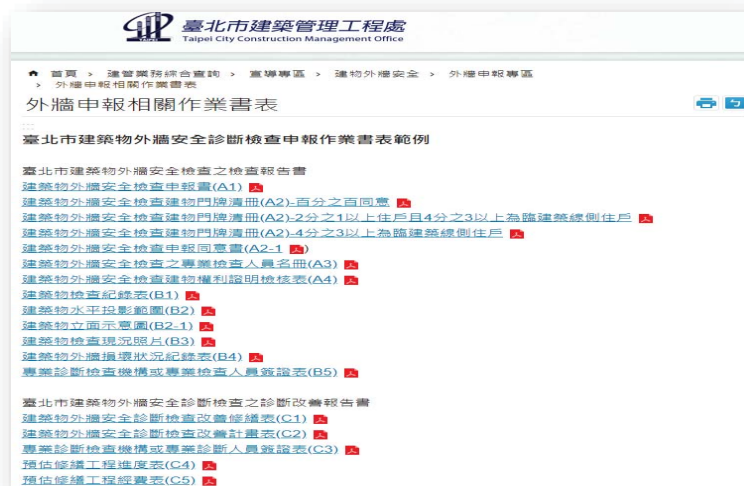 臺北市建築管理工程處
Taipei City Construction Management Office
TAIPEI
首頁 > 建管業務綜合查詢 > 宣導專區 > 建物外牆安全 > 外牆申報專區
> 外牆申報相關作業書表
外牆申報相關作業書表
:::
臺北市建築物外牆安全診斷檢查申報作業書表範例
臺北市建築物外牆安全檢查之檢查報告書
建築物外牆安全檢查申報書(A1)
建築物外牆安全檢查建物門牌清冊(A2)-百分之百同意
建築物外牆安全檢查建物門牌清冊(A2)-2分之1以上住戶且4分之3以上為臨建築線側住戶
建築物外牆安全檢查建物門牌清冊(A2)-4分之3以上為臨建築線側住戶
建築物外牆安全檢查申報同意書(A2-1 )
建築物外牆安全檢查之專業檢查人員名冊(A3)
建築物外牆安全檢查建物權利證明檢核表(A4)
建築物檢查紀錄表(B1)
建築物水平投影範圍(B2)
建築物立面示意圖(B2-1)
建築物檢查現況照片(B3)
建築物外牆損壞狀況紀錄表(B4)
專業診斷檢查機構或專業檢查人員簽證表(B5)
臺北市建築物外牆安全診斷檢查之診斷改善報告書
建築物外牆安全診斷檢查改善修繕表(C1)
建築物外牆安全診斷檢查改善計畫表(C2)
專業診斷檢查機構或專業診斷人員簽證表(C3)
預估修繕工程進度表(C4)
預估修繕工程經費表(C5)